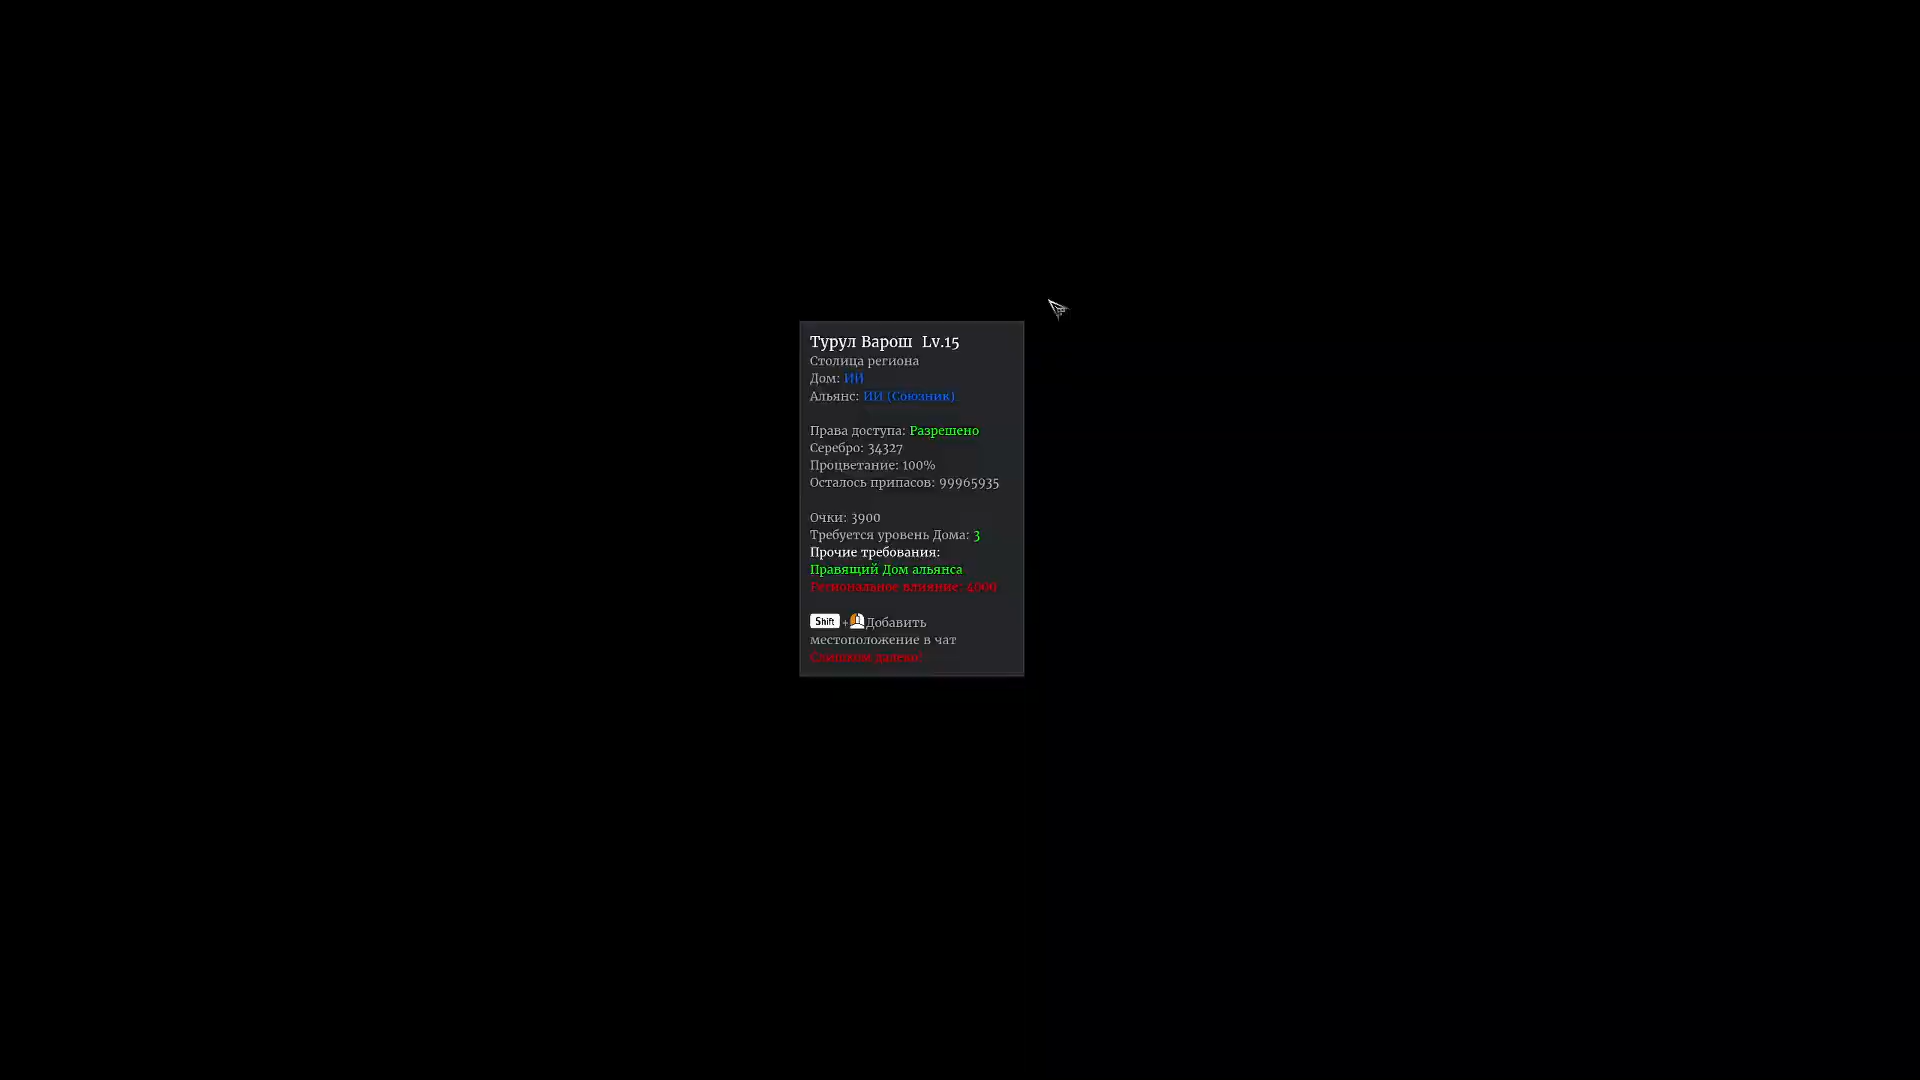 Турул Варош Lv.15
Столица региона
Дом: ИИ
Альянс: ИИ (Союзник)
Права доступа: Разрешено
Серебро: 34327
Процветание: 100%
Осталось припасов: 99965935
Очки: 3900
Требуется уровень Дома: 3
Прочие требования:
Правящий Дом альянса
Региональное влияние: 4000
Shift +Добавить
местоположение в чат
Слишком далеко!